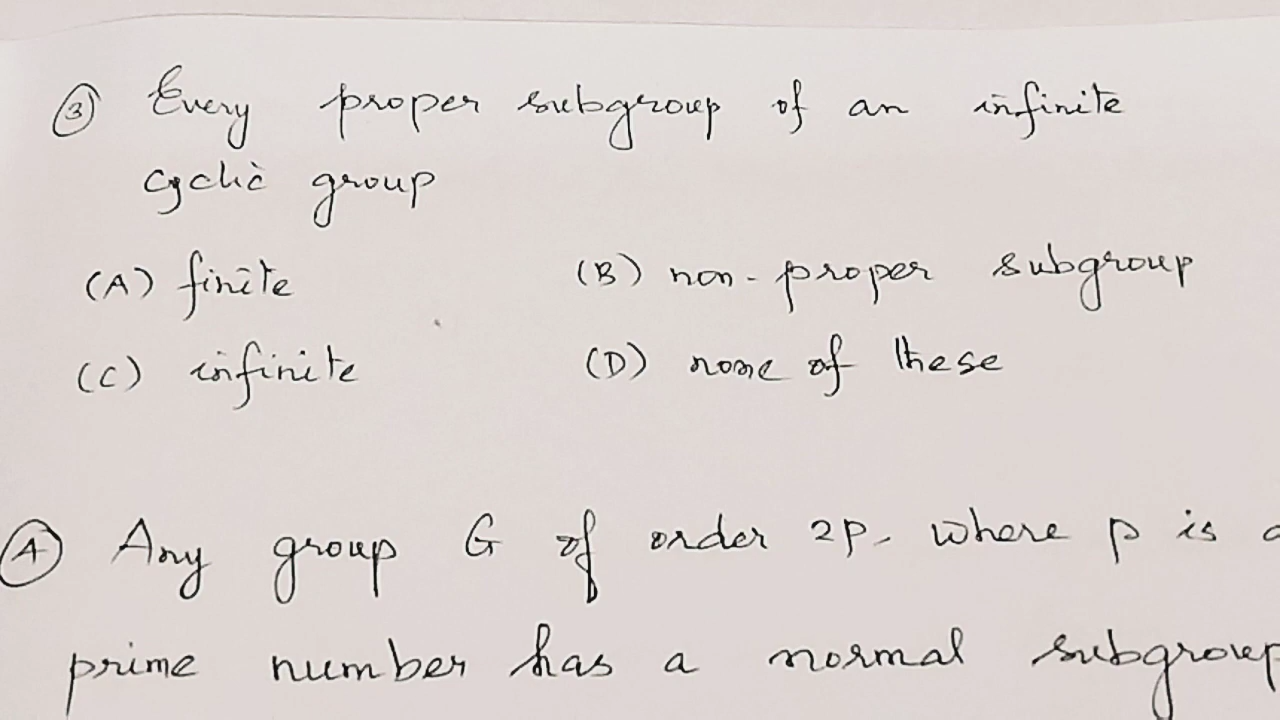 ③ Every proper subgroup of an infinite
cyclic group
(A) finite (B) non-proper subgroup
(C) infinite (D) none of these
④ Any group G of order 2p, where p is a
prime number has a normal subgroup